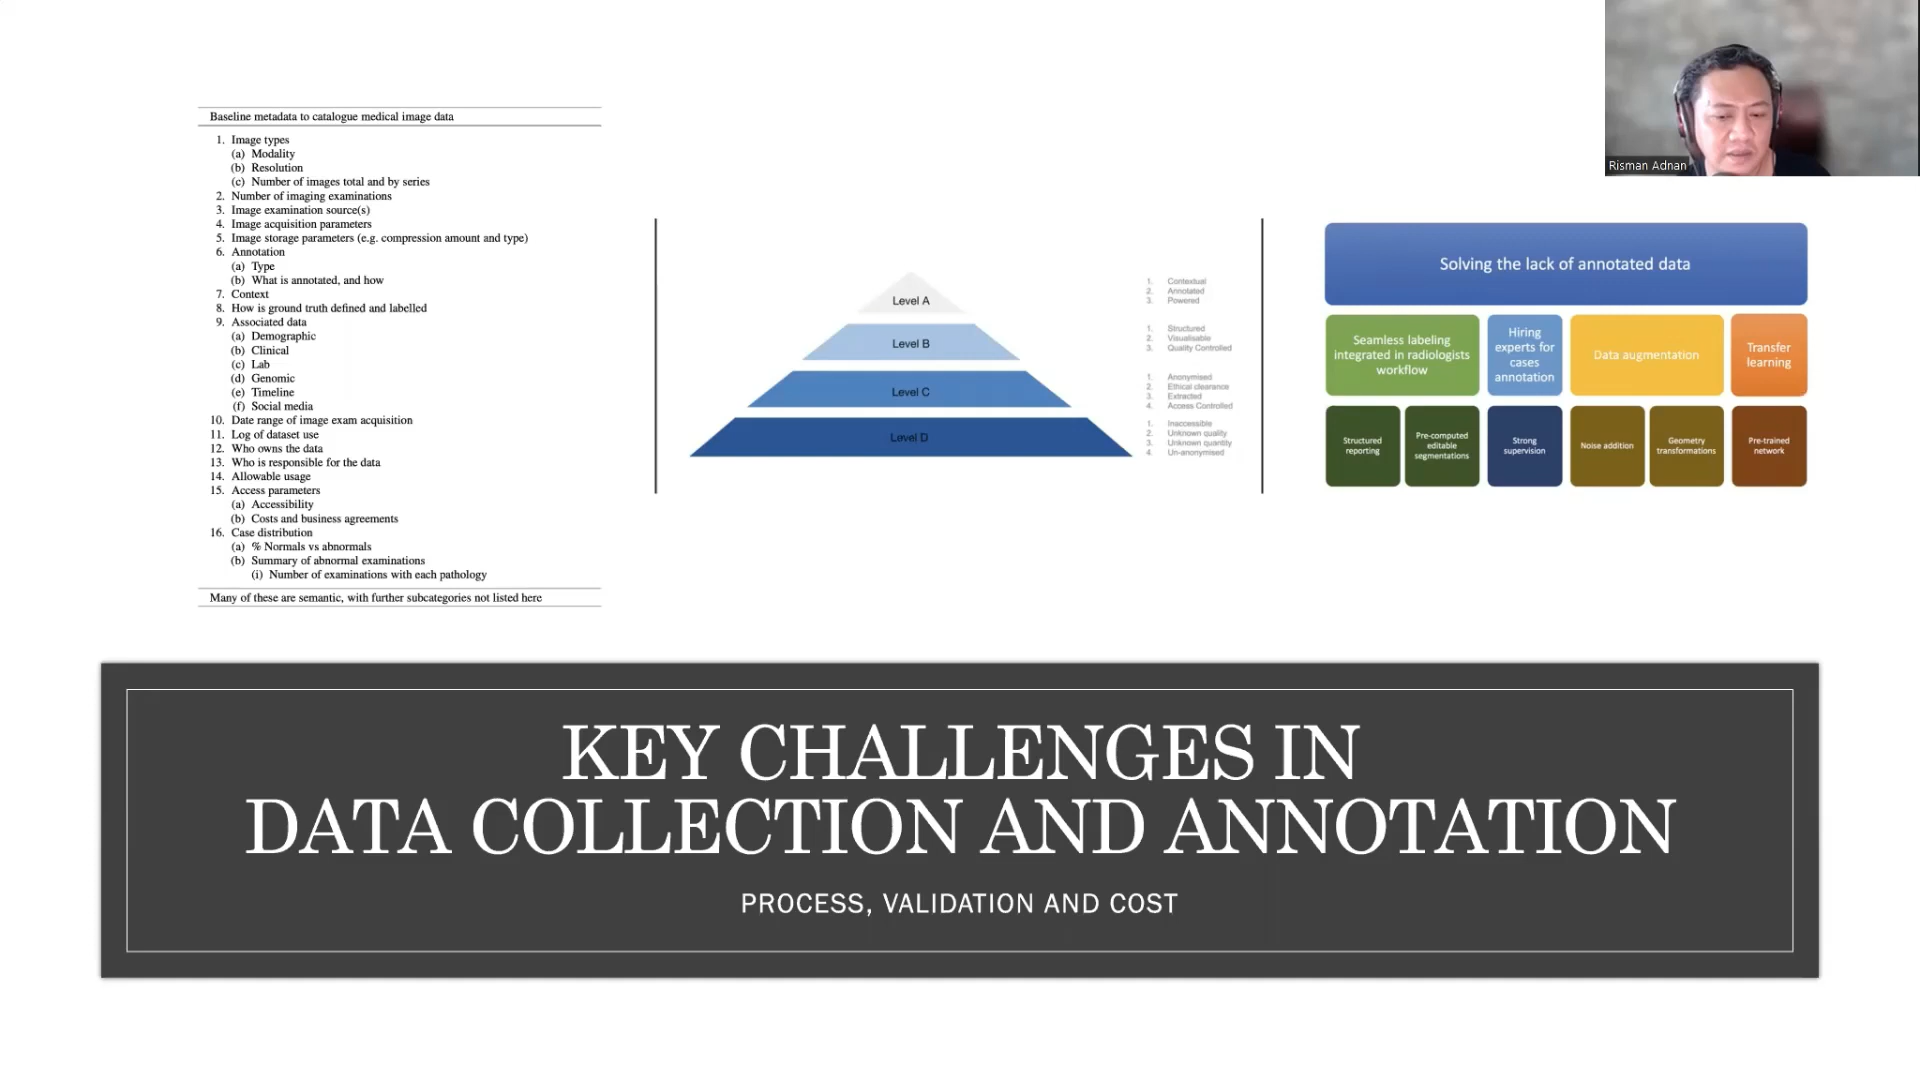 Risman Adnan
Baseline metadata to catalogue medical image data
1. Image types
(a) Modality
(b) Resolution
(c) Number of images total and by series
2. Number of imaging examinations
3. Image examination source(s)
4. Image acquisition parameters
5. Image storage parameters (e.g. compression amount and type)
6. Annotation
(a) Type
(b) What is annotated, and how
7. Context
8. How is ground truth defined and labelled
9. Associated data
(a) Demographic
(b) Clinical
(c) Lab
(d) Genomic
(e) Timeline
(f) Social media
10. Date range of image exam acquisition
11. Log of dataset use
12. Who owns the data
13. Who is responsible for the data
14. Allowable usage
15. Access parameters
(a) Accessibility
(b) Costs and business agreements
16. Case distribution
(a) % Normals vs abnormals
(b) Summary of abnormal examinations
(i) Number of examinations with each pathology
Many of these are semantic, with further subcategories not listed here
Level A
1. Contextual
2. Annotated
3. Powered
Level B
1. Structured
2. Visualisable
3. Quality Controlled
Level C
1. Anonymised
2. Ethical clearance
3. Extracted
4. Access Controlled
Level D
1. Inaccessible
2. Unknown quality
3. Unknown quantity
4. Un-anonymised
Solving the lack of annotated data
Seamless labeling
integrated in radiologists
workflow
Hiring
experts for
cases
annotation
Data augmentation
Transfer
learning
Structured
reporting
Pre-computed
editable
segmentations
Strong
supervision
Noise addition
Geometry
transformations
Pre-trained
network
KEY CHALLENGES IN
DATA COLLECTION AND ANNOTATION
PROCESS, VALIDATION AND COST